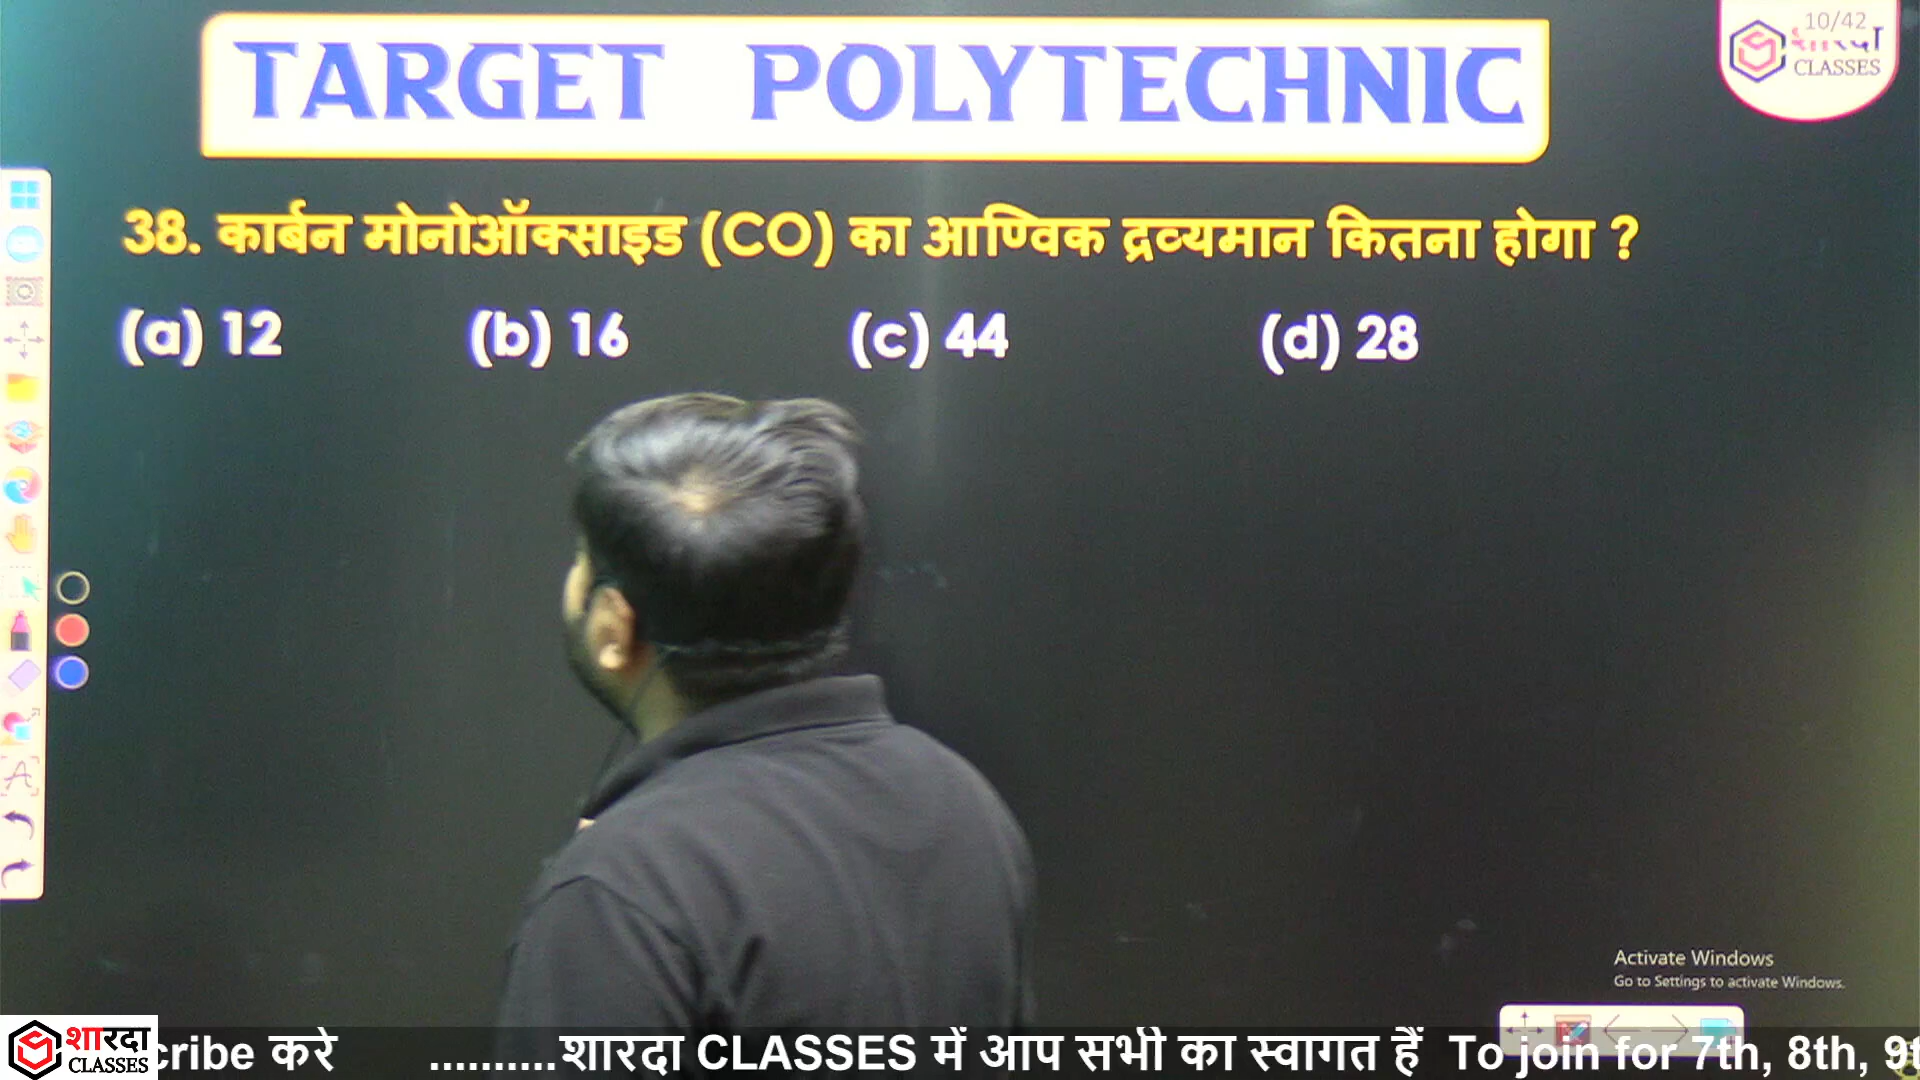 TARGET POLYTECHNIC
10/42
शारदा
CLASSES
38. कार्बन मोनोऑक्साइड (CO) का आण्विक द्रव्यमान कितना होगा ?
(a) 12 (b) 16 (c) 44 (d) 28
Activate Windows
Go to Settings to activate Windows.
शारदा
CLASSES
cribe करे ..........शारदा CLASSES में आप सभी का स्वागत हैं To join for 7th, 8th, 9t